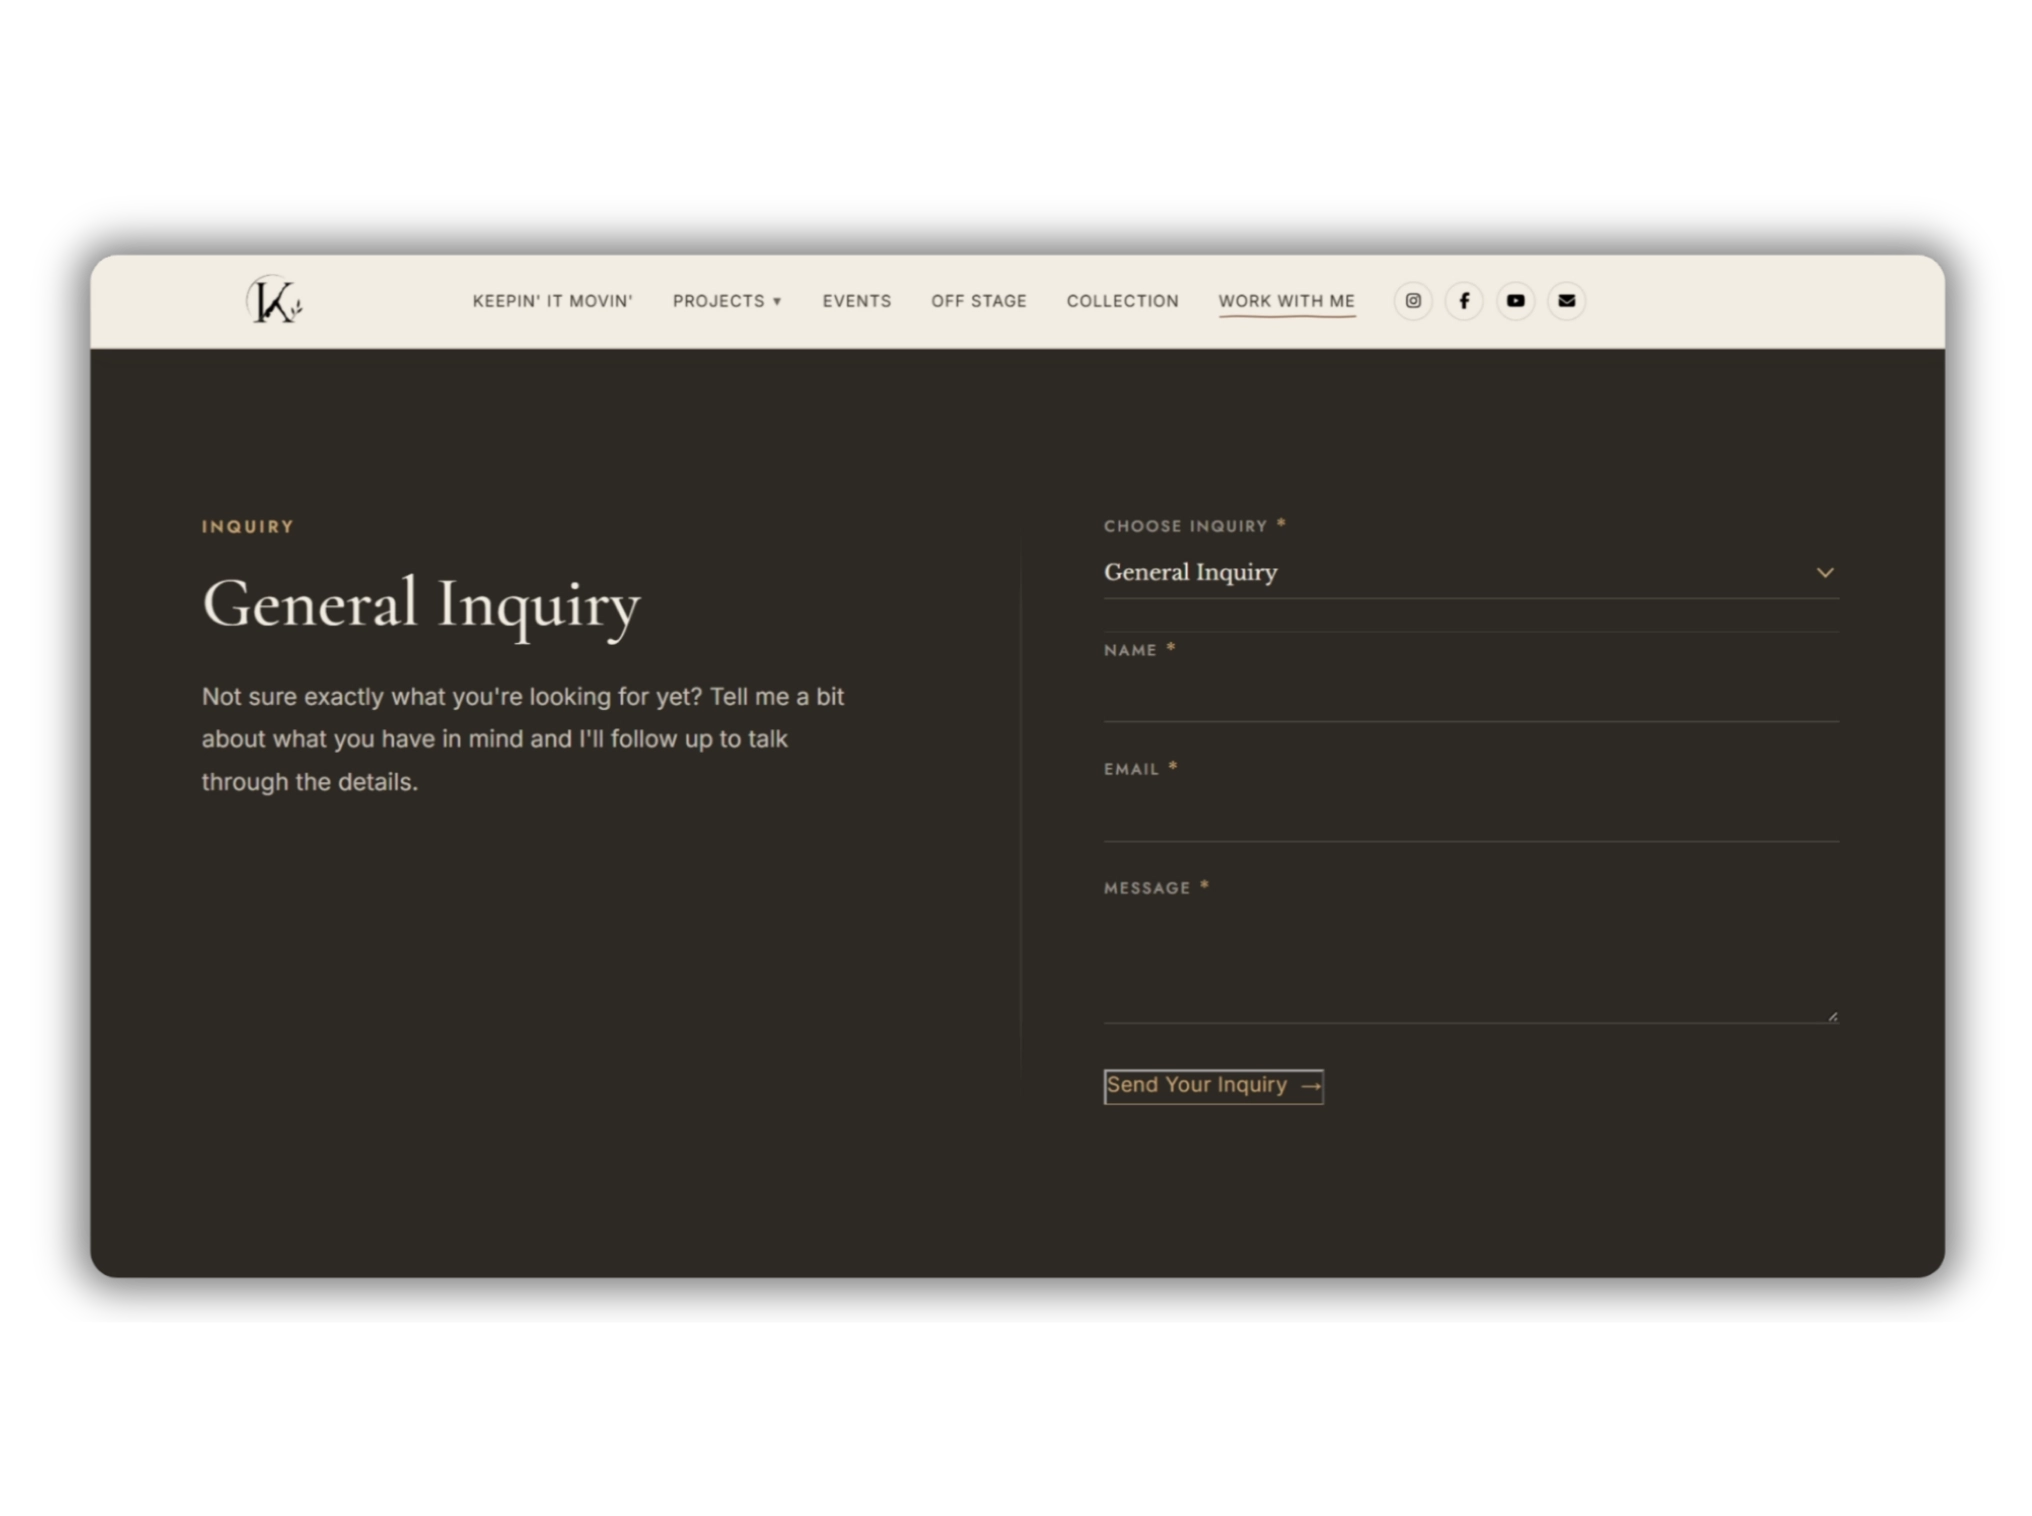 K
KEEPIN' IT MOVIN' PROJECTS ▾ EVENTS OFF STAGE COLLECTION WORK WITH ME
INQUIRY
General Inquiry
Not sure exactly what you're looking for yet? Tell me a bit
about what you have in mind and I'll follow up to talk
through the details.
CHOOSE INQUIRY *
General Inquiry
NAME *
EMAIL *
MESSAGE *
Send Your Inquiry →